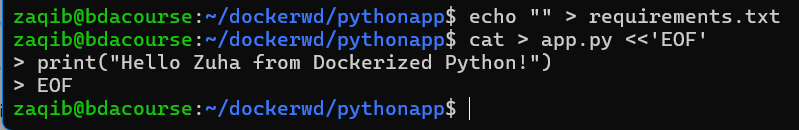 zaqib@bdacourse:~/dockerwd/pythonapp$ echo "" > requirements.txt
zaqib@bdacourse:~/dockerwd/pythonapp$ cat > app.py <<'EOF'
> print("Hello Zuha from Dockerized Python!")
> EOF
zaqib@bdacourse:~/dockerwd/pythonapp$